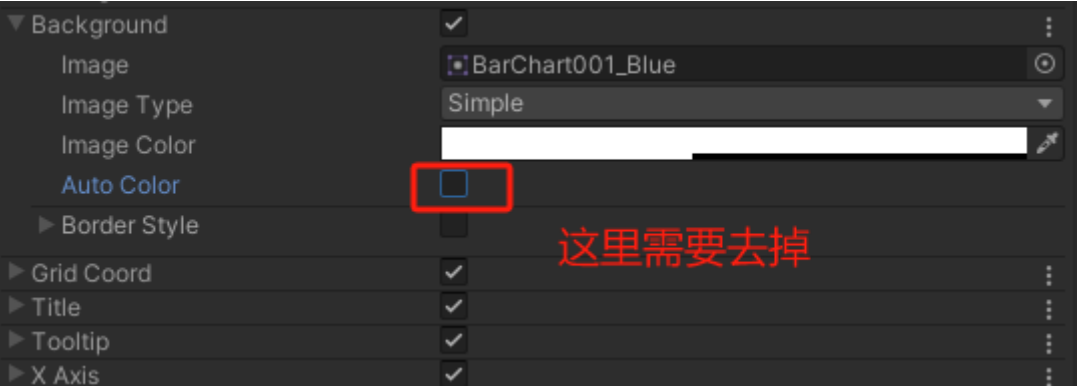 Background
Image
BarChart001_Blue
Image Type
Simple
Image Color
Auto Color
Border Style
这里需要去掉
Grid Coord
Title
Tooltip
X Axis